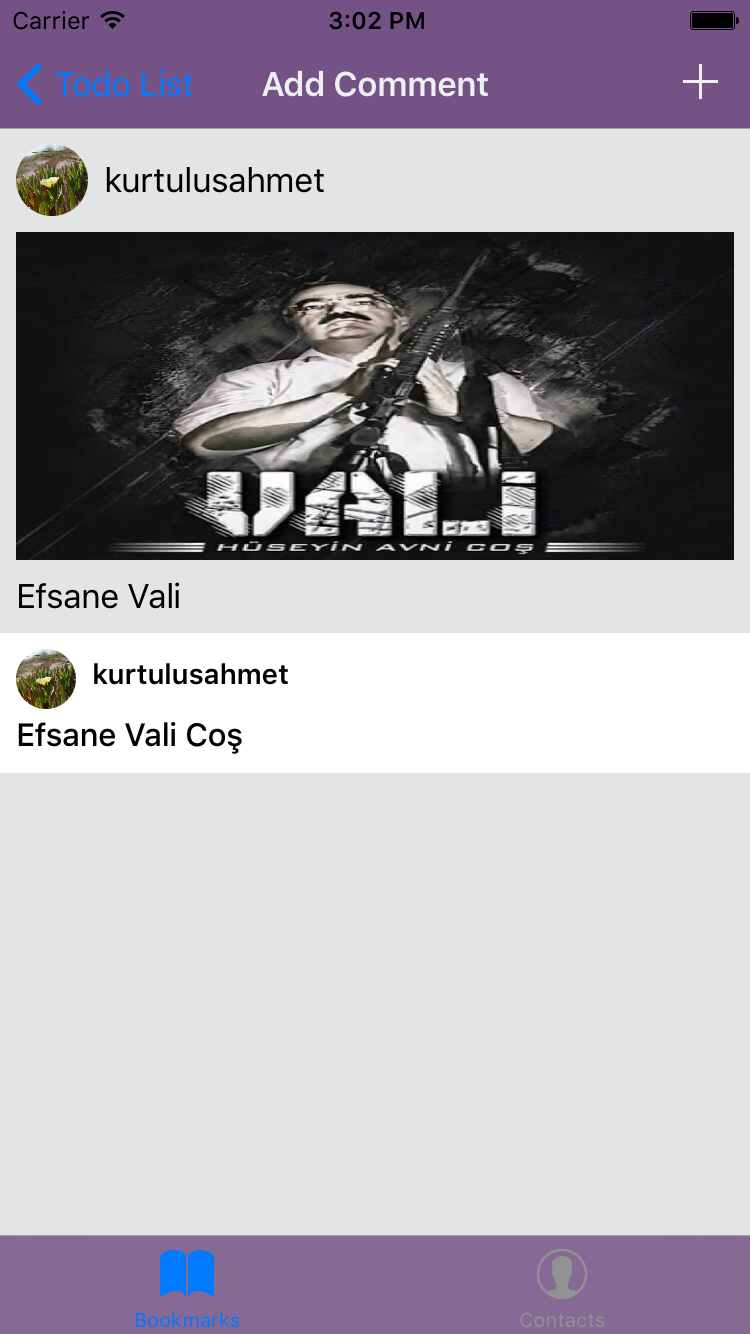 Carrier 3:02 PM
Todo List Add Comment
kurtulusahmet
VALİ
HÜSEYİN AVNİ COŞ
Efsane Vali
kurtulusahmet
Efsane Vali Coş
Bookmarks Contacts